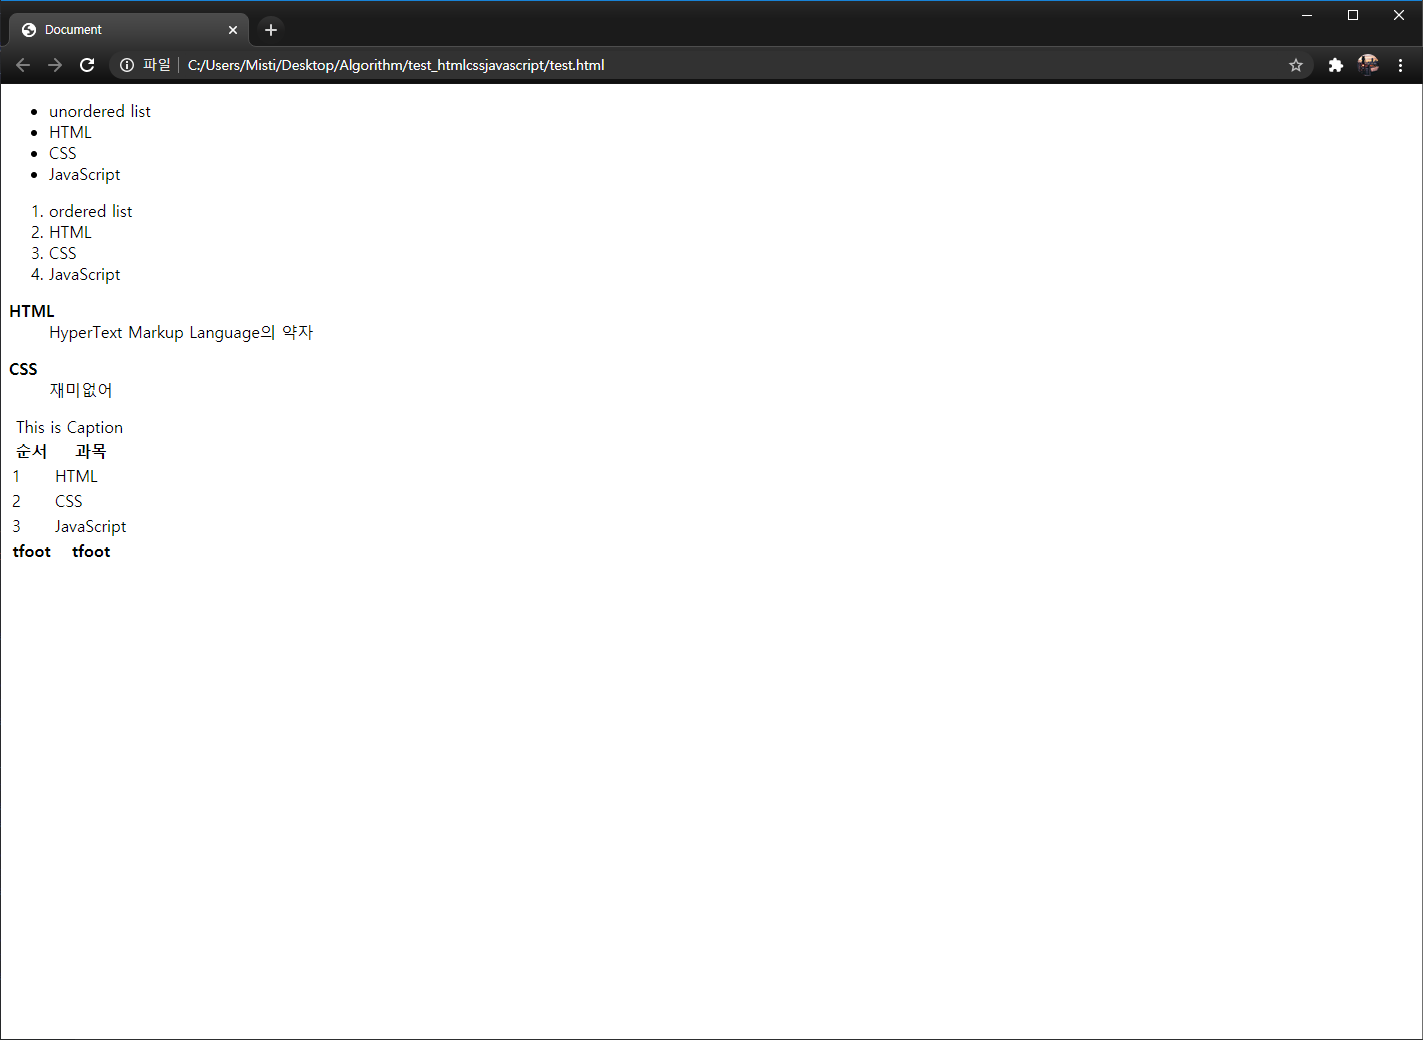 Document
파일 C:/Users/Misti/Desktop/Algorithm/test_htmlcssjavascript/test.html
• unordered list
• HTML
• CSS
• JavaScript
1. ordered list
2. HTML
3. CSS
4. JavaScript
HTML
HyperText Markup Language의 약자
CSS
재미없어
This is Caption
순서 과목
1 HTML
2 CSS
3 JavaScript
tfoot tfoot